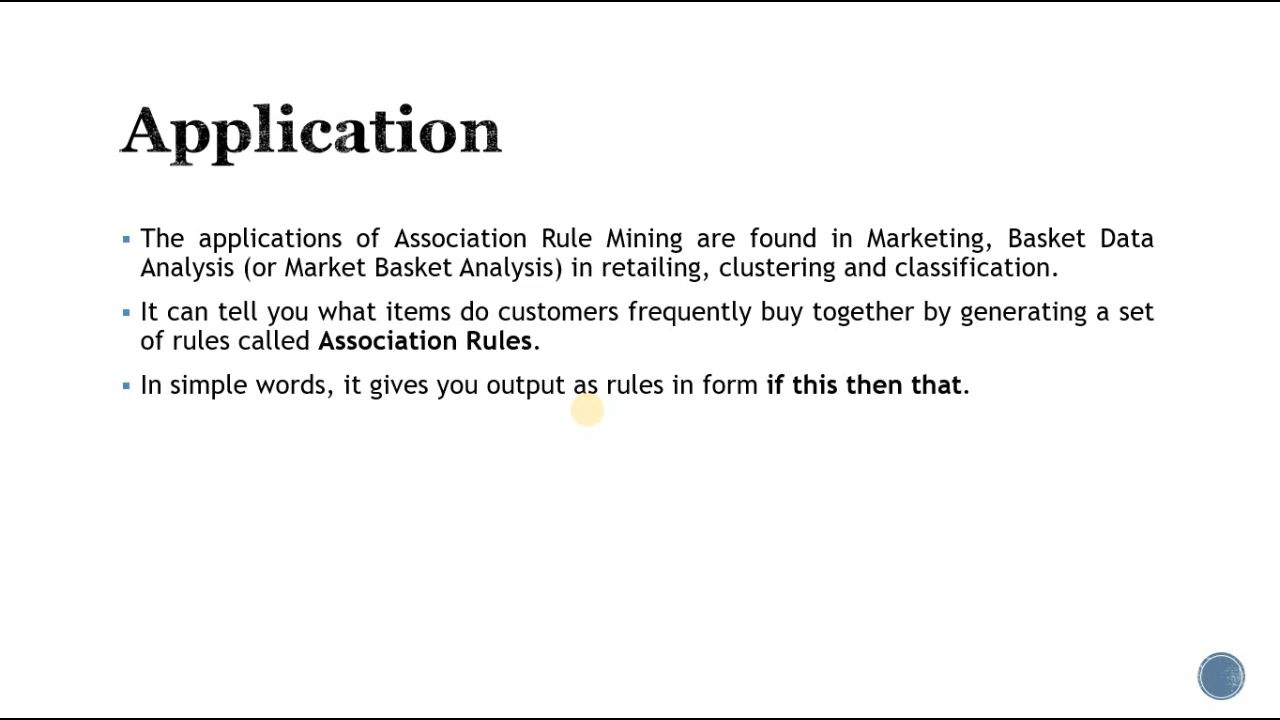 Application
▪ The applications of Association Rule Mining are found in Marketing, Basket Data
Analysis (or Market Basket Analysis) in retailing, clustering and classification.
▪ It can tell you what items do customers frequently buy together by generating a set
of rules called Association Rules.
▪ In simple words, it gives you output as rules in form if this then that.